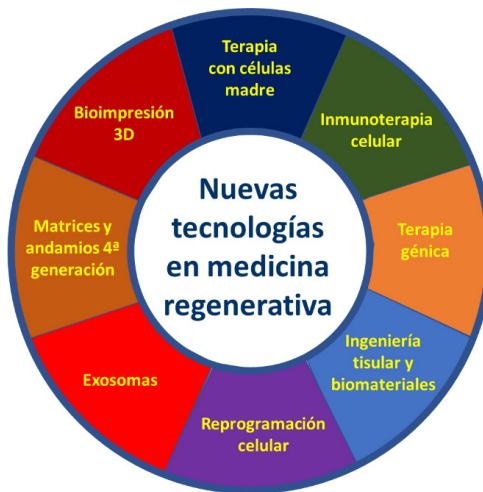 Nuevas
tecnologías
en medicina
regenerativa
Terapia
con células
madre
Inmunoterapia
celular
Terapia
génica
Ingeniería
tisular y
biomateriales
Reprogramación
celular
Exosomas
Matrices y
andamios 4ª
generación
Bioimpresión
3D